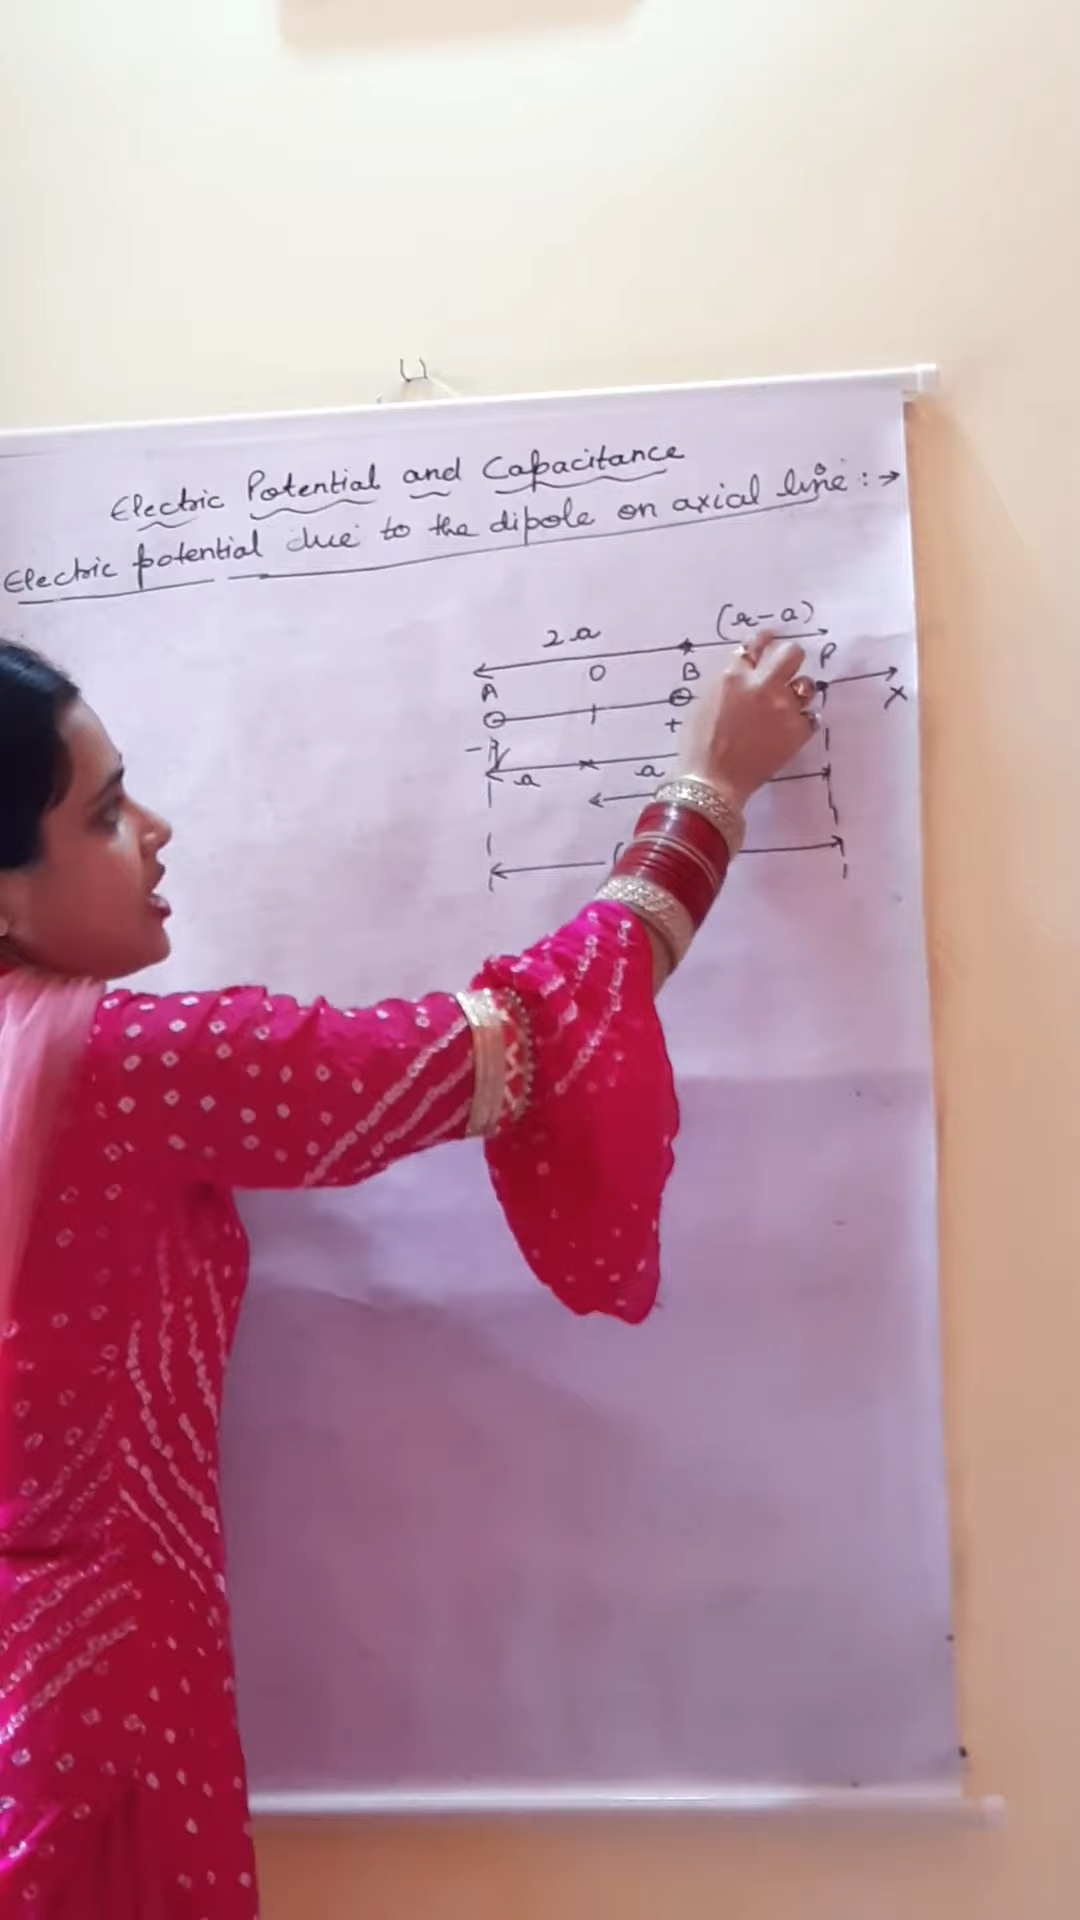 Electric Potential and Capacitance
Electric potential due to the dipole on axial line :→
2a (r-a)
A O B P
X
-q +
a a
(